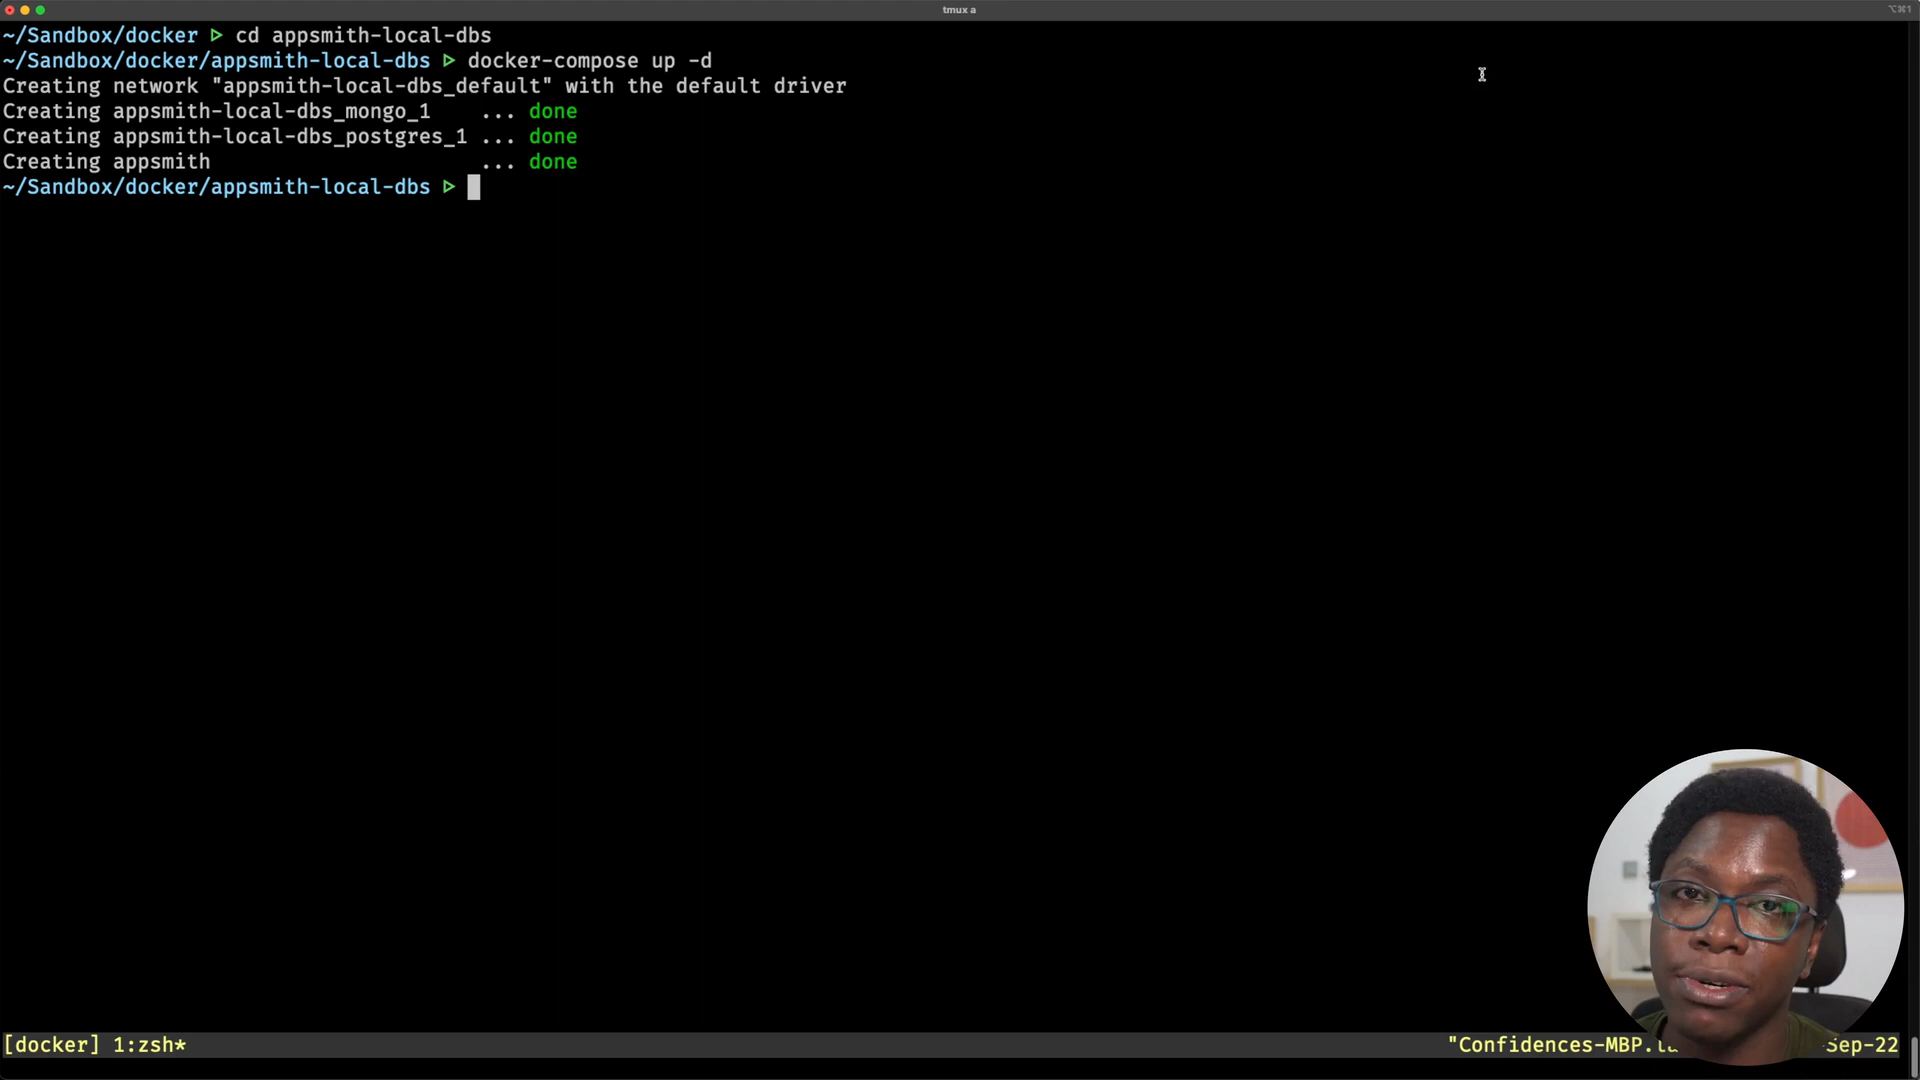 tmux a
⌥⌘1
~/Sandbox/docker ▷ cd appsmith-local-dbs
~/Sandbox/docker/appsmith-local-dbs ▷ docker-compose up -d
Creating network "appsmith-local-dbs_default" with the default driver
Creating appsmith-local-dbs_mongo_1    ... done
Creating appsmith-local-dbs_postgres_1 ... done
Creating appsmith                      ... done
~/Sandbox/docker/appsmith-local-dbs ▷
[docker] 1:zsh* "Confidences-MBP. Sep-22